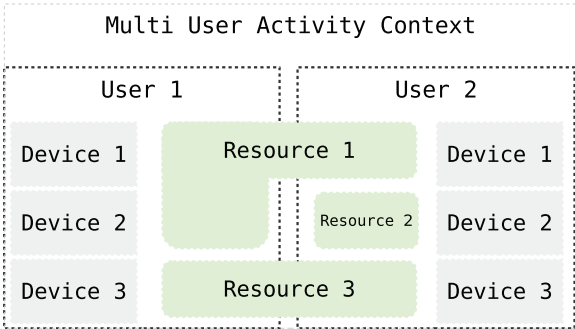 Multi User Activity Context
User 1
User 2
Device 1
Resource 1
Device 1
Device 2
Resource 2
Device 2
Device 3
Resource 3
Device 3